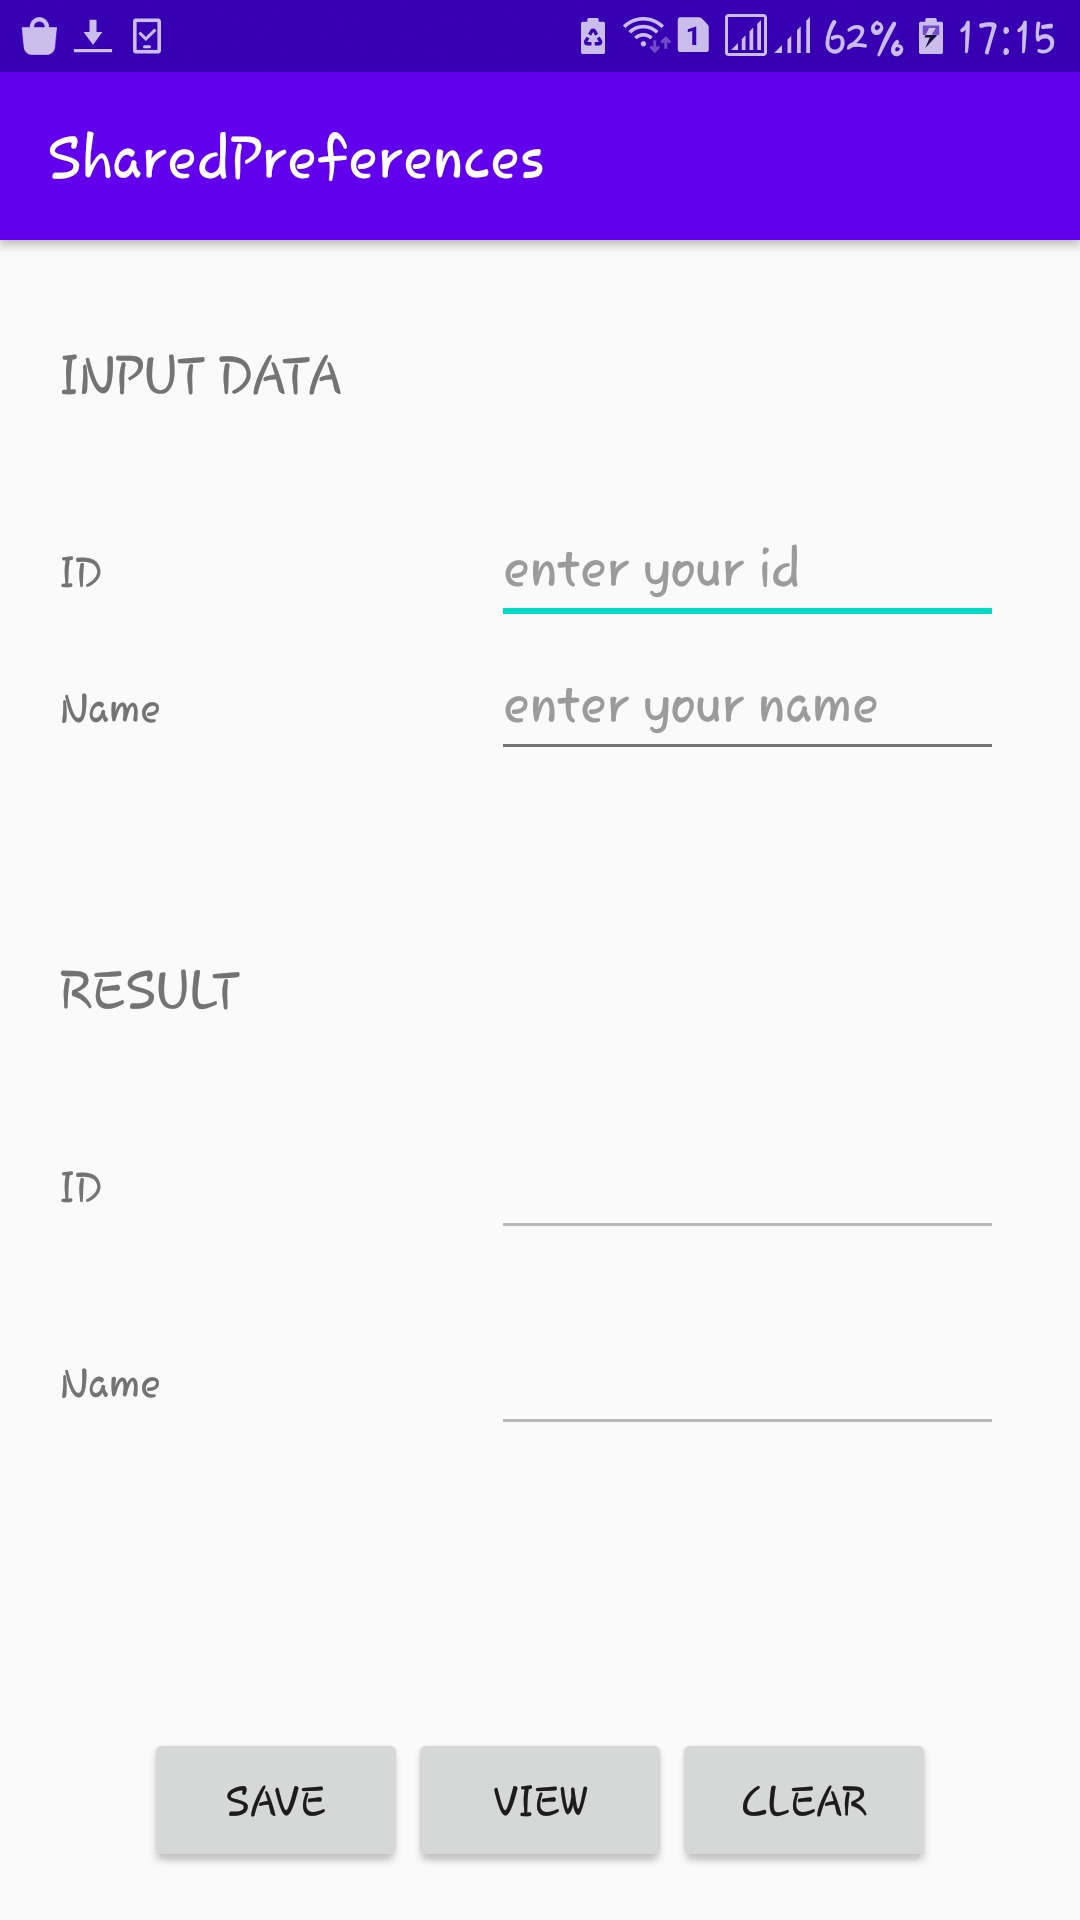 1 62% 17:15
SharedPreferences
INPUT DATA
ID enter your id
Name enter your name
RESULT
ID
Name
SAVE VIEW CLEAR